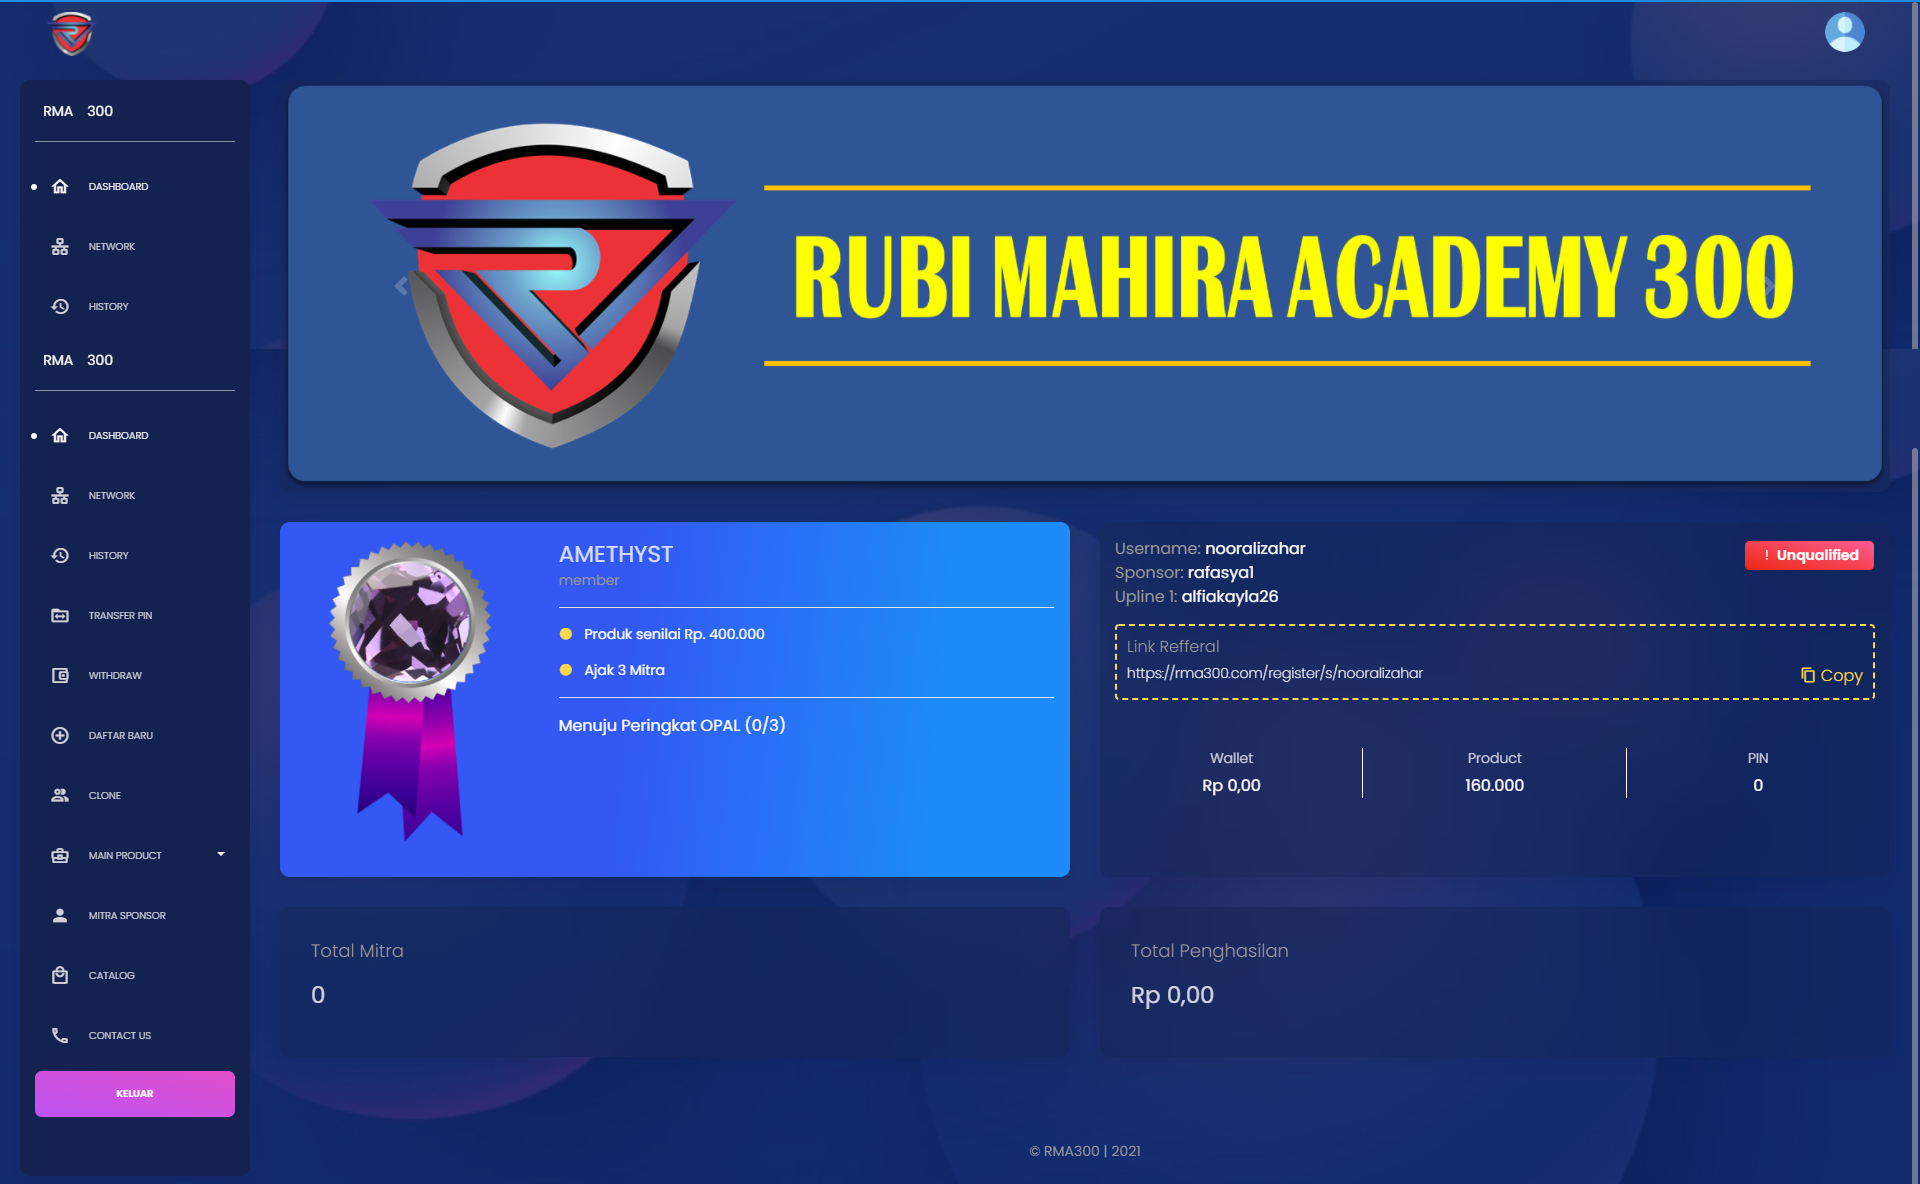 RMA 300
DASHBOARD
NETWORK
HISTORY
RMA 300
DASHBOARD
NETWORK
HISTORY
TRANSFER PIN
WITHDRAW
DAFTAR BARU
CLONE
MAIN PRODUCT
MITRA SPONSOR
CATALOG
CONTACT US
KELUAR
RUBI MAHIRA ACADEMY 300
AMETHYST
member
Produk senilai Rp. 400.000
Ajak 3 Mitra
Menuju Peringkat OPAL (0/3)
Username: nooralizahar
! Unqualified
Sponsor: rafasya1
Upline 1: alfiakayla26
Link Refferal
https://rma300.com/register/s/nooralizahar
Copy
Wallet
Rp 0,00
Product
160.000
PIN
0
Total Mitra
0
Total Penghasilan
Rp 0,00
© RMA300 | 2021